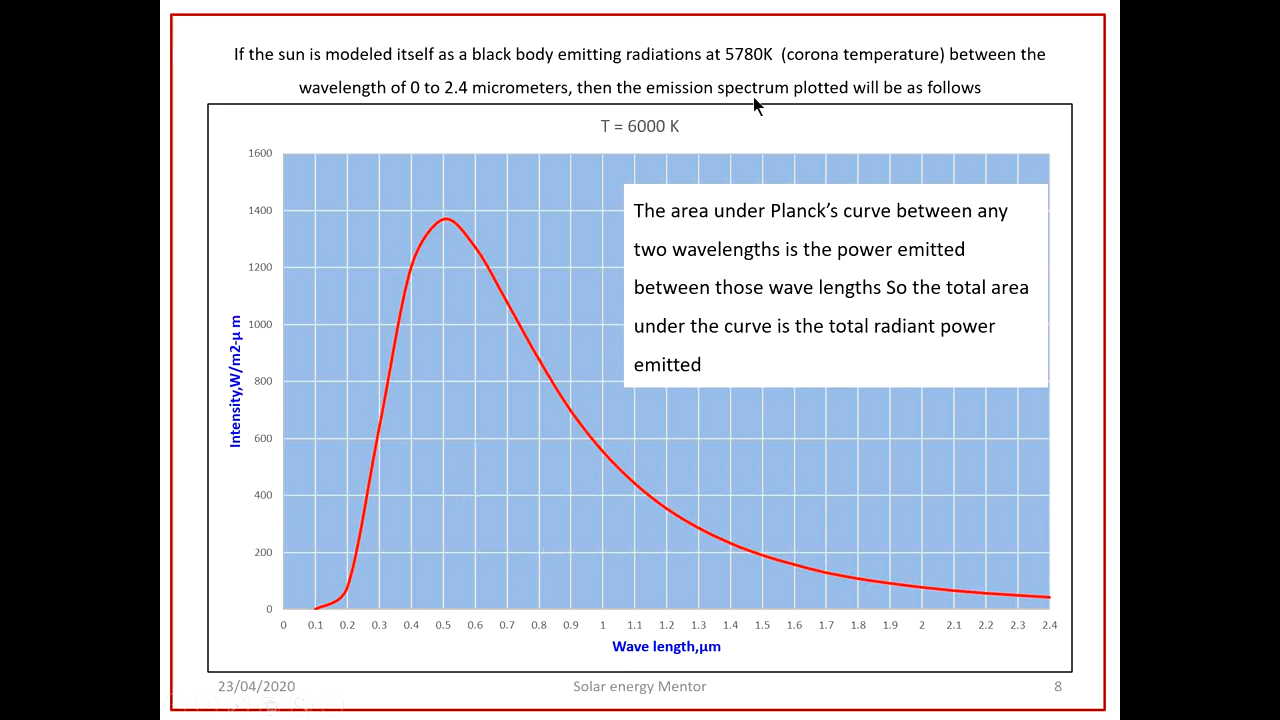 If the sun is modeled itself as a black body emitting radiations at 5780K  (corona temperature) between the
wavelength of 0 to 2.4 micrometers, then the emission spectrum plotted will be as follows
T = 6000 K
The area under Planck’s curve between any
two wavelengths is the power emitted
between those wave lengths So the total area
under the curve is the total radiant power
emitted
Intensity,W/m2-µ m
1600
1400
1200
1000
800
600
400
200
0
0 0.1 0.2 0.3 0.4 0.5 0.6 0.7 0.8 0.9 1 1.1 1.2 1.3 1.4 1.5 1.6 1.7 1.8 1.9 2 2.1 2.2 2.3 2.4
Wave length,µm
23/04/2020 Solar energy Mentor 8